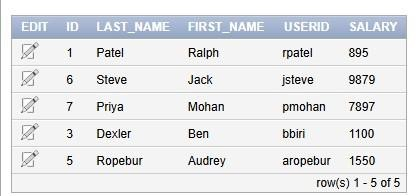 EDIT ID LAST_NAME FIRST_NAME USERID SALARY
1 Patel Ralph rpatel 895
6 Steve Jack jsteve 9879
7 Priya Mohan pmohan 7897
3 Dexler Ben bbiri 1100
5 Ropebur Audrey aropebur 1550
row(s) 1 - 5 of 5